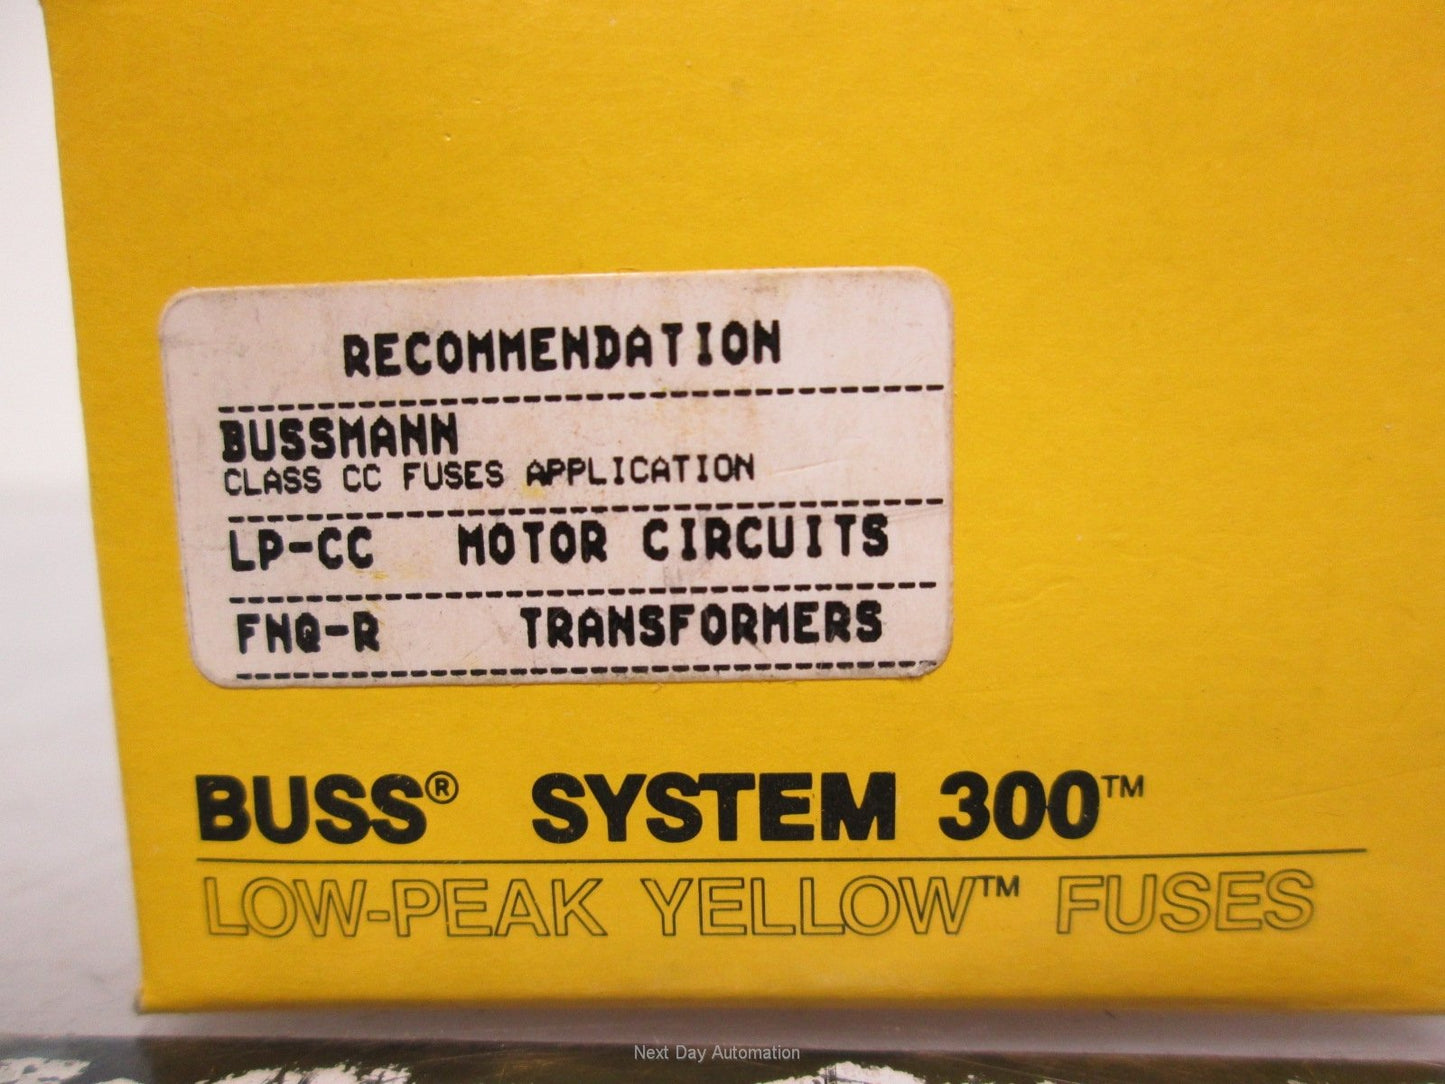 RECOMMENDATION
BUSSMANN
CLASS CC FUSES APPLICATION
LP-CC MOTOR CIRCUITS
FNQ-R TRANSFORMERS
BUSS® SYSTEM 300™
LOW-PEAK YELLOW™ FUSES
Next Day Automation